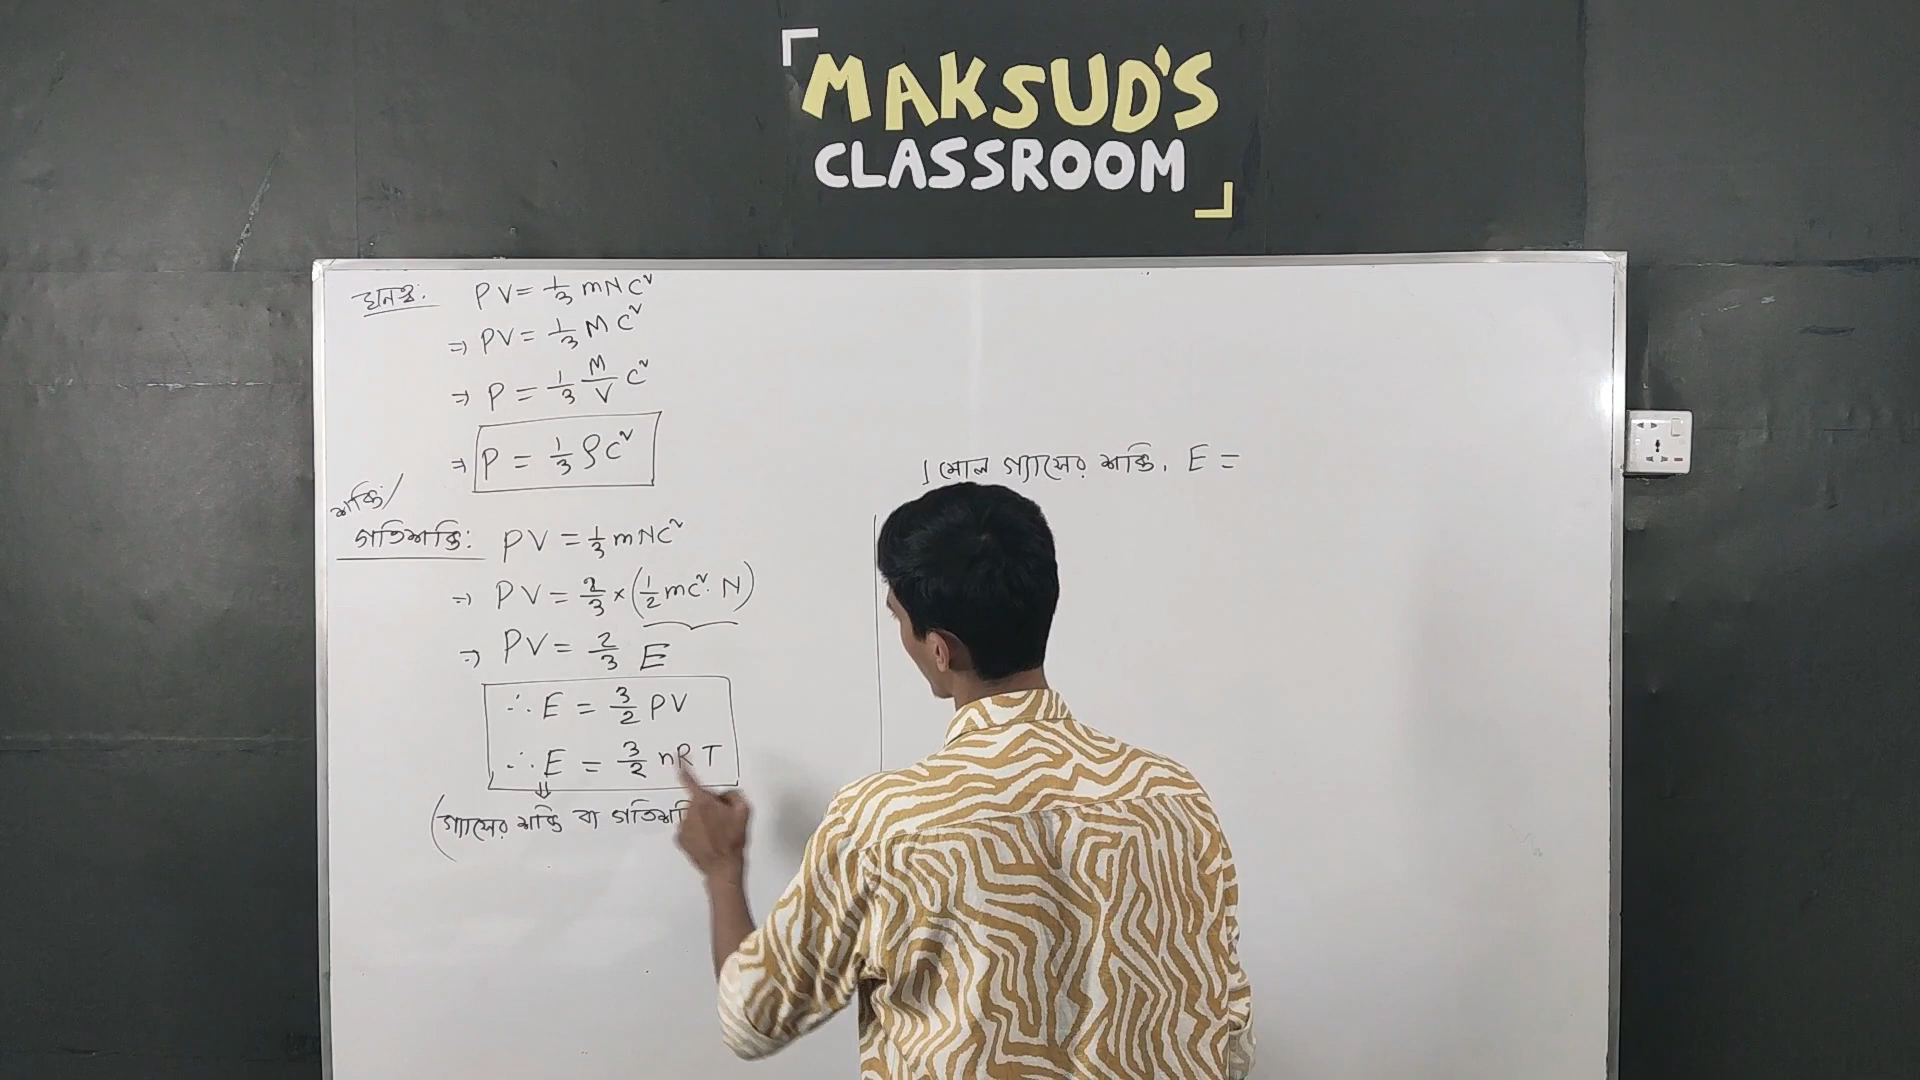 MAKSUD'S
CLASSROOM
ঘনত্ব: PV = 1/3 mNC²
⇒ PV = 1/3 MC²
⇒ P = 1/3 M/V C²
⇒ P = 1/3 ρC²
শক্তি/
গতিশক্তি: PV = 1/3 mNC²
⇒ PV = 2/3 × (1/2 mc². N)
⇒ PV = 2/3 E
∴ E = 3/2 PV
∴ E = 3/2 nRT
(গ্যাসের শক্তি বা
1 মোল গ্যাসের শক্তি, E =